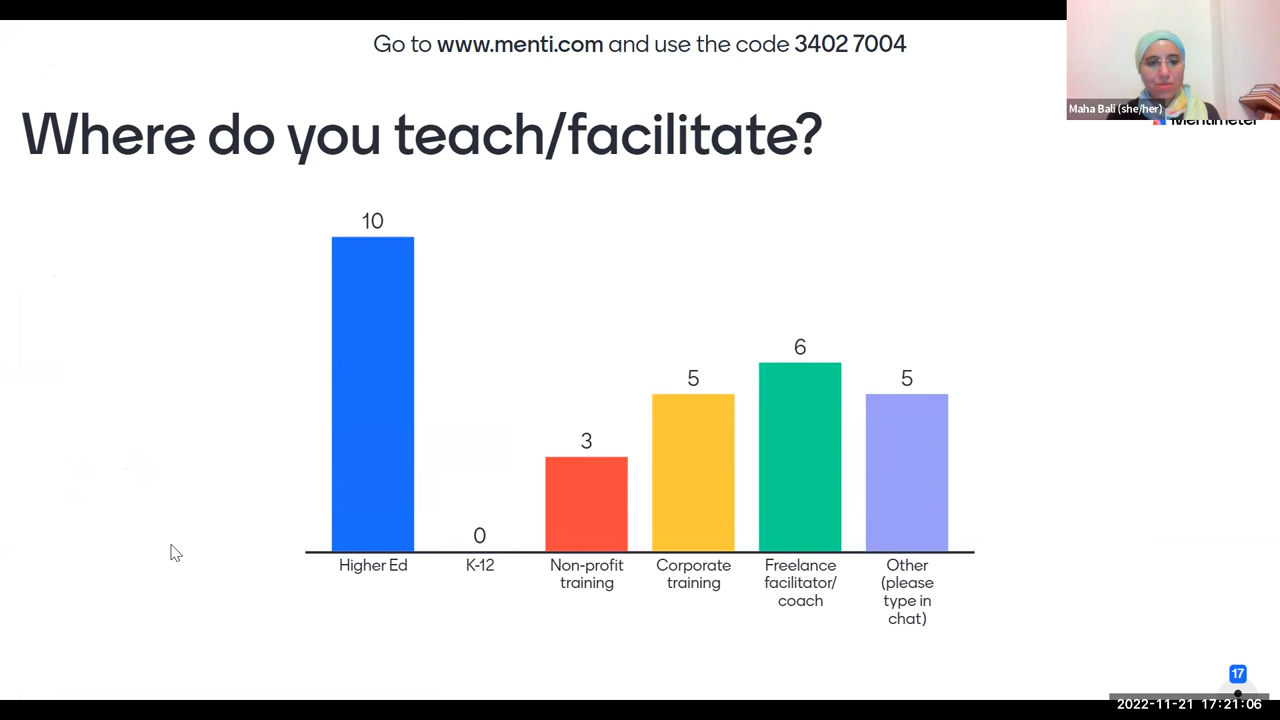 Go to www.menti.com and use the code 3402 7004
Maha Bali (she/her)
Mentimeter
Where do you teach/facilitate?
10
0
3
5
6
5
Higher Ed
K-12
Non-profit
training
Corporate
training
Freelance
facilitator/
coach
Other
(please
type in
chat)
17
2022-11-21 17:21:06